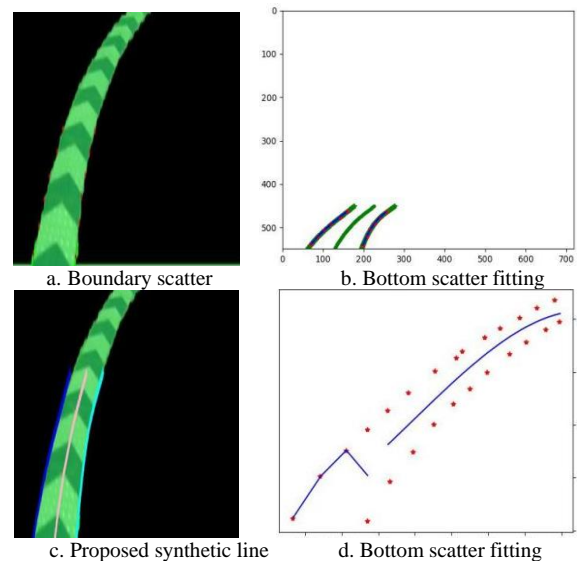 0
100
200
300
400
500
0 100 200 300 400 500 600 700
a. Boundary scatter
b. Bottom scatter fitting
c. Proposed synthetic line
d. Bottom scatter fitting